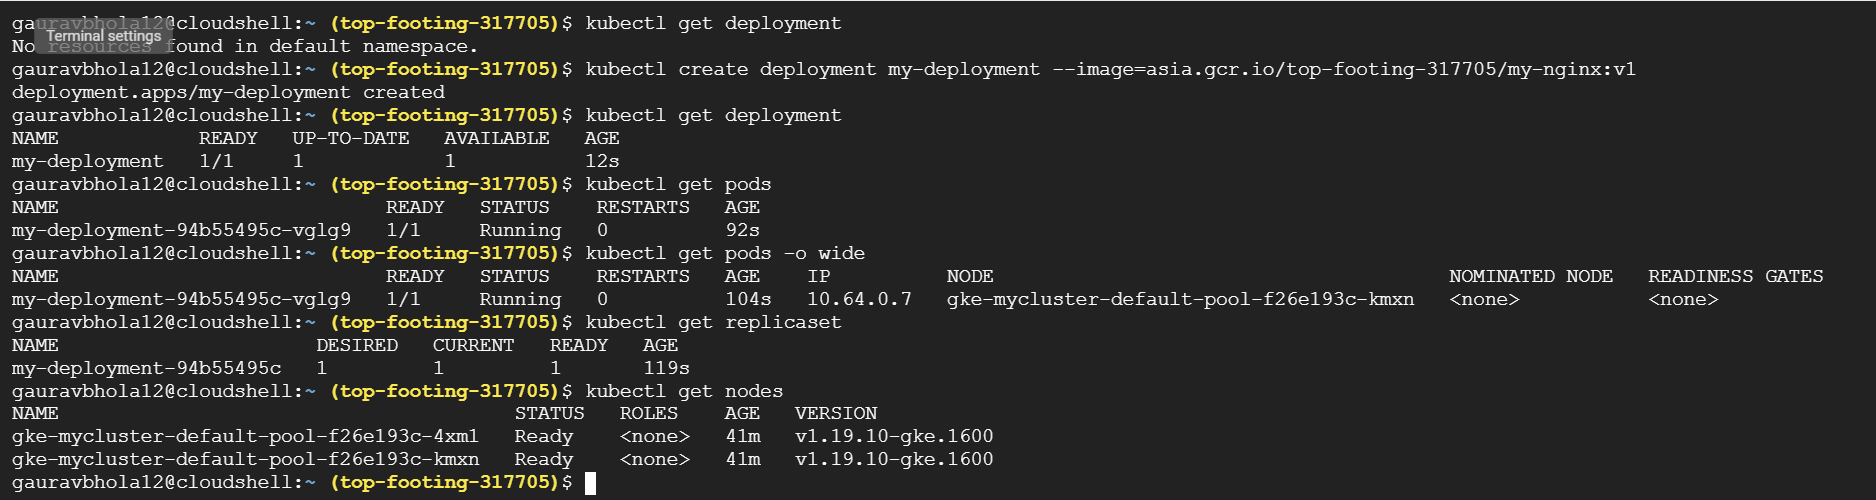 gauravbhola12@cloudshell:~ (top-footing-317705)$ kubectl get deployment
Terminal settings
No resources found in default namespace.
gauravbhola12@cloudshell:~ (top-footing-317705)$ kubectl create deployment my-deployment --image=asia.gcr.io/top-footing-317705/my-nginx:v1
deployment.apps/my-deployment created
gauravbhola12@cloudshell:~ (top-footing-317705)$ kubectl get deployment
NAME READY UP-TO-DATE AVAILABLE AGE
my-deployment 1/1 1 1 12s
gauravbhola12@cloudshell:~ (top-footing-317705)$ kubectl get pods
NAME READY STATUS RESTARTS AGE
my-deployment-94b55495c-vglg9 1/1 Running 0 92s
gauravbhola12@cloudshell:~ (top-footing-317705)$ kubectl get pods -o wide
NAME READY STATUS RESTARTS AGE IP NODE NOMINATED NODE READINESS GATES
my-deployment-94b55495c-vglg9 1/1 Running 0 104s 10.64.0.7 gke-mycluster-default-pool-f26e193c-kmxn <none> <none>
gauravbhola12@cloudshell:~ (top-footing-317705)$ kubectl get replicaset
NAME DESIRED CURRENT READY AGE
my-deployment-94b55495c 1 1 1 119s
gauravbhola12@cloudshell:~ (top-footing-317705)$ kubectl get nodes
NAME STATUS ROLES AGE VERSION
gke-mycluster-default-pool-f26e193c-4xm1 Ready <none> 41m v1.19.10-gke.1600
gke-mycluster-default-pool-f26e193c-kmxn Ready <none> 41m v1.19.10-gke.1600
gauravbhola12@cloudshell:~ (top-footing-317705)$